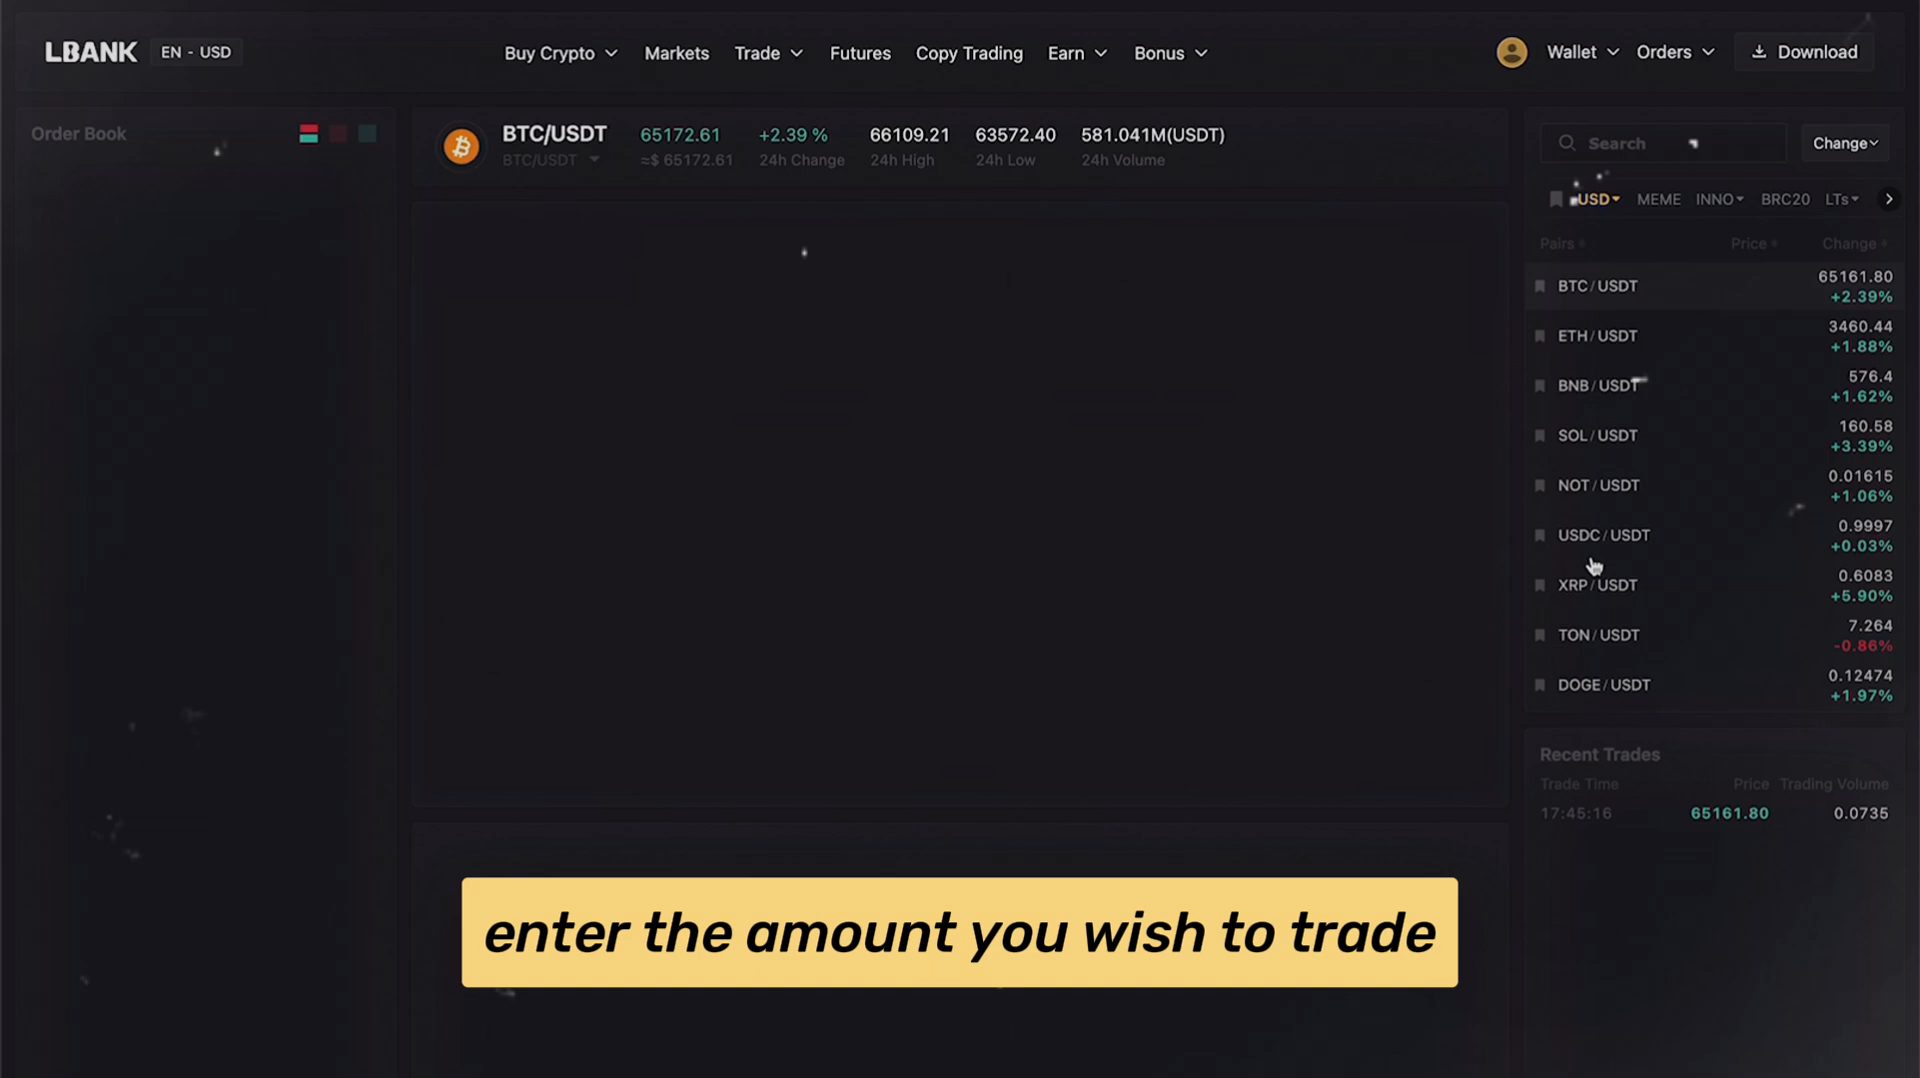 LBANK EN - USD Buy Crypto Markets Trade Futures Copy Trading Earn Bonus Wallet Orders Download
Order Book
BTC/USDT 65172.61 +2.39 % 66109.21 63572.40 581.041M(USDT)
BTC/USDT ≈$ 65172.61 24h Change 24h High 24h Low 24h Volume
Search Change
USD MEME INNO BRC20 LTs
Pairs Price Change
BTC/USDT 65161.80
+2.39%
ETH/USDT 3460.44
+1.88%
BNB/USDT 576.4
+1.62%
SOL/USDT 160.58
+3.39%
NOT/USDT 0.01615
+1.06%
USDC/USDT 0.9997
+0.03%
XRP/USDT 0.6083
+5.90%
TON/USDT 7.264
-0.86%
DOGE/USDT 0.12474
+1.97%
Recent Trades
Trade Time Price Trading Volume
17:45:16 65161.80 0.0735
enter the amount you wish to trade